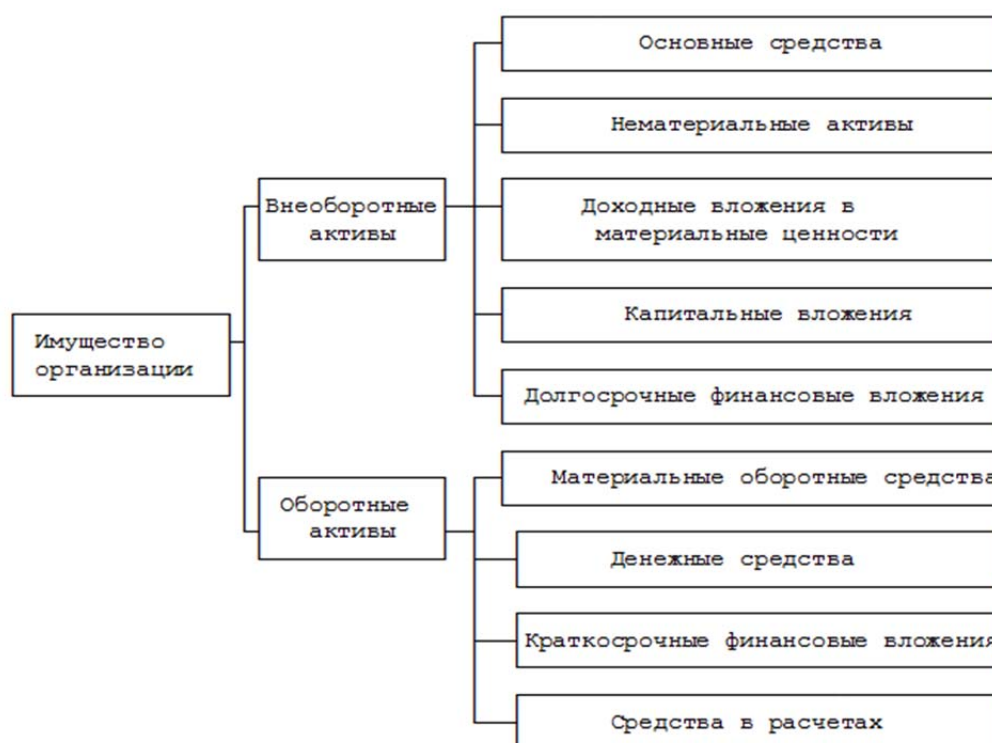 Основные средства
Нематериальные активы
Внеоборотные
активы
Доходные вложения в
материальные ценности
Капитальные вложения
Имущество
организации
Долгосрочные финансовые вложения
Материальные оборотные средства
Оборотные
активы
Денежные средства
Краткосрочные финансовые вложения
Средства в расчетах